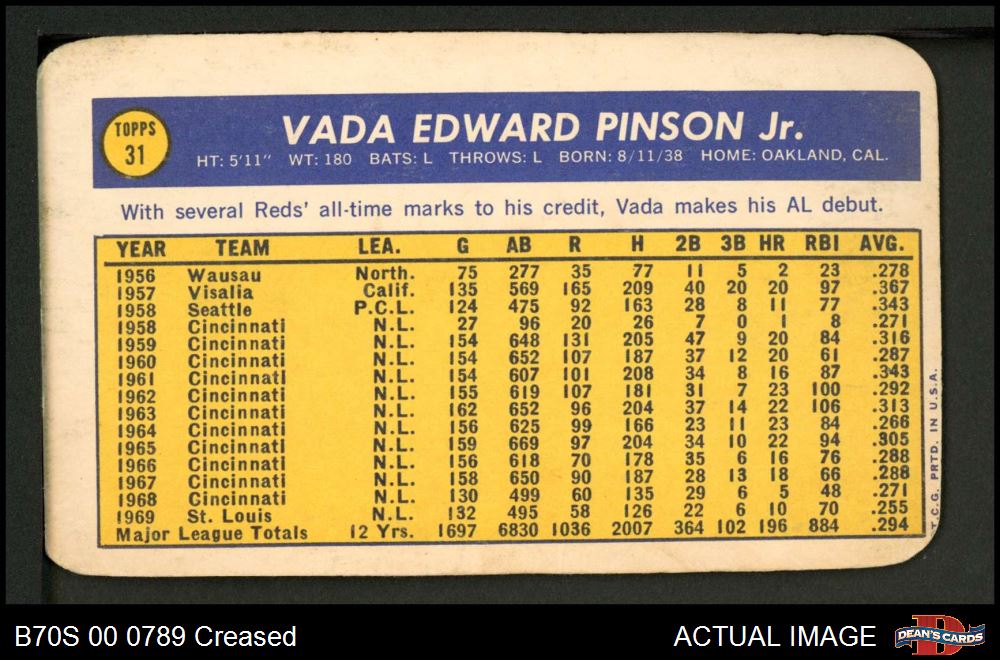 TOPPS
31
VADA EDWARD PINSON Jr.
HT: 5'11" WT: 180 BATS: L THROWS: L BORN: 8/11/38 HOME: OAKLAND, CAL.
With several Reds' all-time marks to his credit, Vada makes his AL debut.
YEAR TEAM LEA. G AB R H 2B 3B HR RBI AVG.
1956 Wausau North. 75 277 35 77 11 5 2 23 .278
1957 Visalia Calif. 135 569 165 209 40 20 20 97 .367
1958 Seattle P.C.L. 124 475 92 163 28 8 11 77 .343
1958 Cincinnati N.L. 27 96 20 26 7 0 1 8 .271
1959 Cincinnati N.L. 154 648 131 205 47 9 20 84 .316
1960 Cincinnati N.L. 154 652 107 187 37 12 20 61 .287
1961 Cincinnati N.L. 154 607 101 208 34 8 16 87 .343
1962 Cincinnati N.L. 155 619 107 181 31 7 23 100 .292
1963 Cincinnati N.L. 162 652 96 204 37 14 22 106 .313
1964 Cincinnati N.L. 156 625 99 166 23 11 23 84 .266
1965 Cincinnati N.L. 159 669 97 204 34 10 22 94 .305
1966 Cincinnati N.L. 156 618 70 178 35 6 16 76 .288
1967 Cincinnati N.L. 158 650 90 187 28 13 18 66 .288
1968 Cincinnati N.L. 130 499 60 135 29 6 5 48 .271
1969 St. Louis N.L. 132 495 58 126 22 6 10 70 .255
Major League Totals 12 Yrs. 1697 6830 1036 2007 364 102 196 884 .294
T.C.G. PRTD. IN U.S.A.
B70S 00 0789 Creased
ACTUAL IMAGE
DEAN'S CARDS